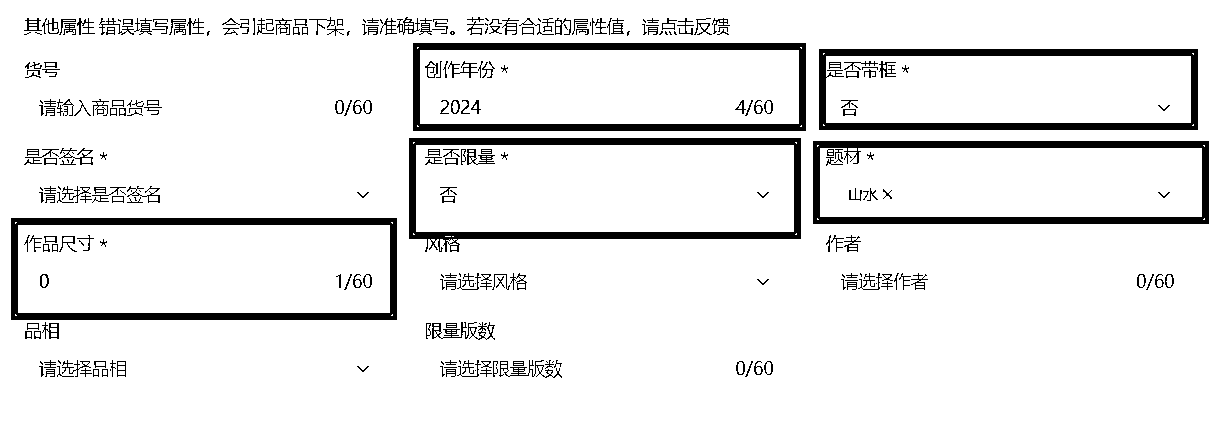 其他属性 错误填写属性，会引起商品下架，请准确填写。若没有合适的属性值，请点击反馈
货号 创作年份 * 是否带框 *
请输入商品货号 0/60 2024 4/60 否
是否签名 * 是否限量 * 题材 *
请选择是否签名 否 山水 ×
作品尺寸 * 风格 作者
0 1/60 请选择风格 请选择作者 0/60
品相 限量版数
请选择品相 请选择限量版数 0/60